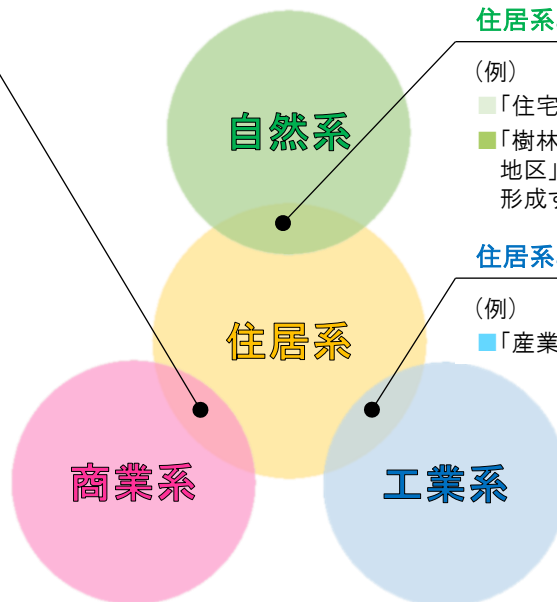 自然系
住居系
商業系
工業系
住居系
(例)
■「住宅
■「樹林
地区」
形成す
住居系
(例)
■「産業